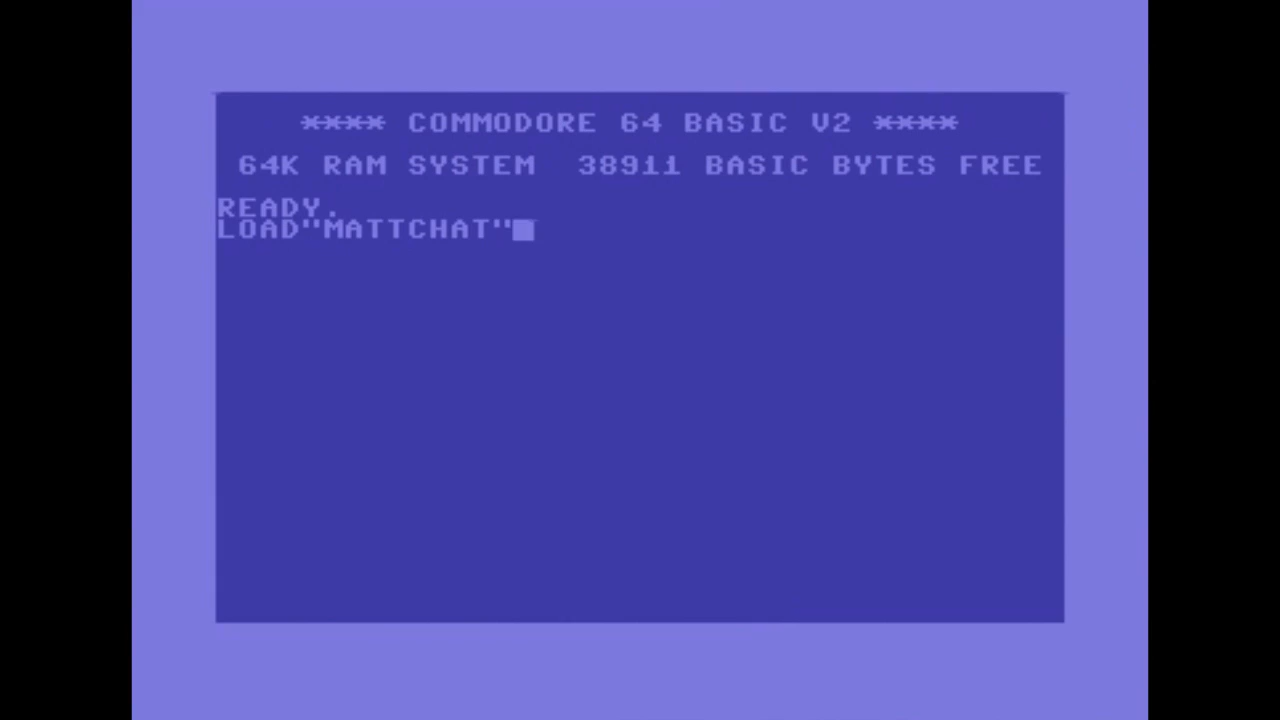 **** COMMODORE 64 BASIC V2 ****
64K RAM SYSTEM  38911 BASIC BYTES FREE
READY.
LOAD"MATTCHAT"